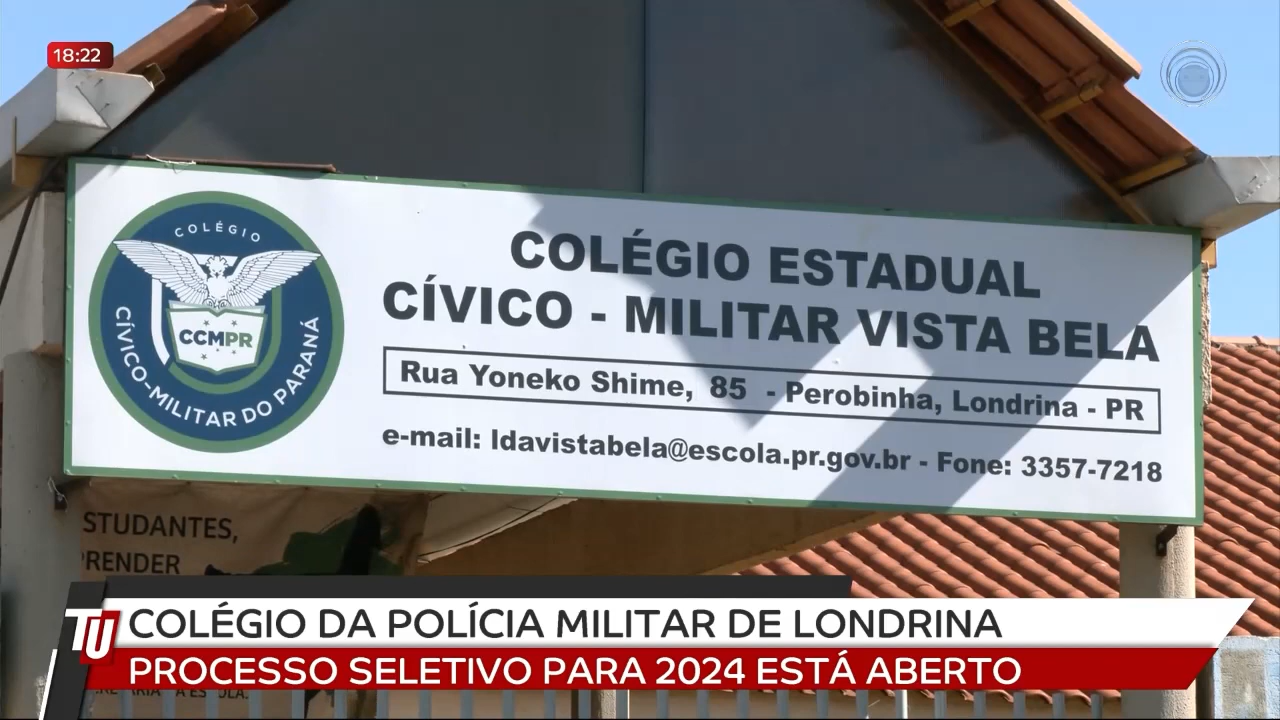 18:22
COLÉGIO
CÍVICO-MILITAR DO PARANÁ
CCMPR
COLÉGIO ESTADUAL
CÍVICO - MILITAR VISTA BELA
Rua Yoneko Shime, 85 - Perobinha, Londrina - PR
e-mail: ldavistabela@escola.pr.gov.br - Fone: 3357-7218
STUDANTES,
RENDER
TU
COLÉGIO DA POLÍCIA MILITAR DE LONDRINA
PROCESSO SELETIVO PARA 2024 ESTÁ ABERTO